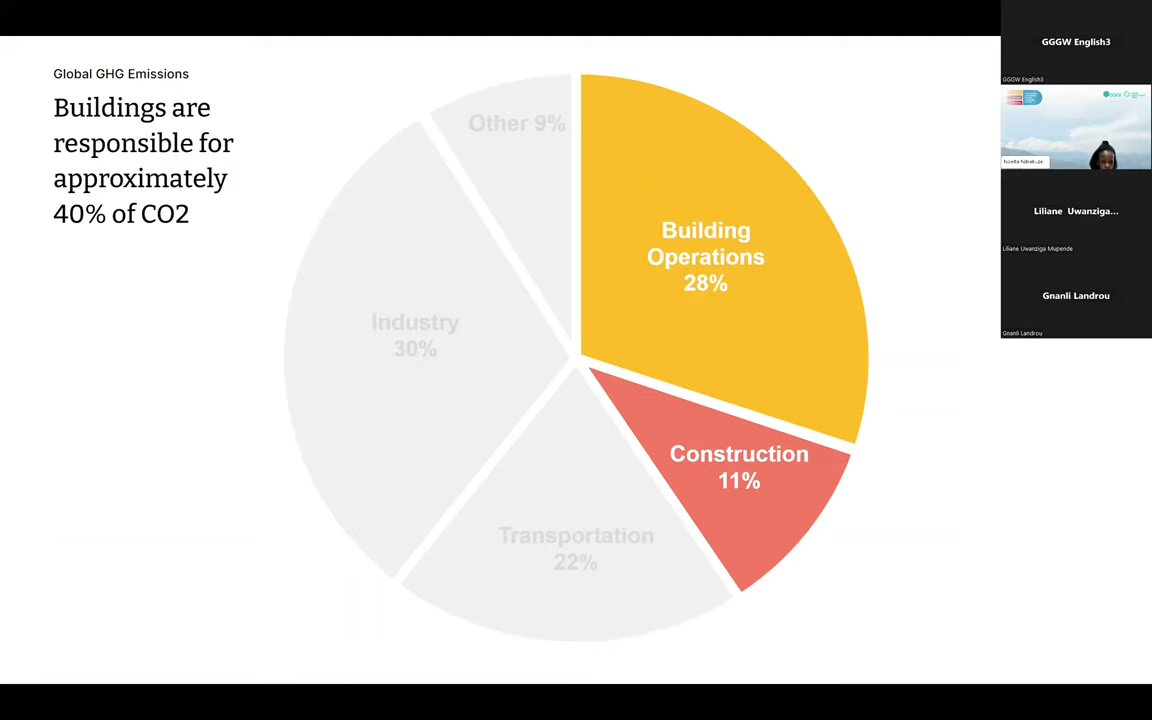 Global GHG Emissions
Buildings are
responsible for
approximately
40% of CO2
Other 9%
Building
Operations
28%
Industry
30%
Construction
11%
Transportation
22%
GGGW English3
GGGW English3
GGGI
Liliane Uwanziga...
Liliane Uwanziga Mupende
Gnanli Landrou
Gnanli Landrou